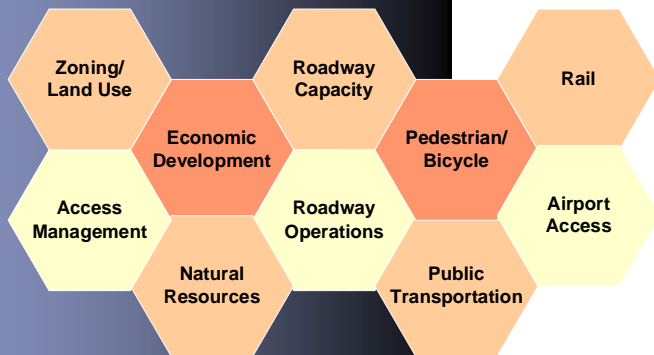 Zoning/
Land Use
Roadway
Capacity
Rail
Economic
Development
Pedestrian/
Bicycle
Access
Management
Roadway
Operations
Airport
Access
Natural
Resources
Public
Transportation